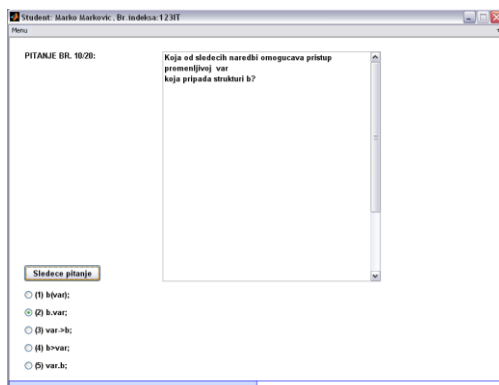 Student: Marko Markovic , Br. indeksa: 123IT
Menu
PITANJE BR. 10/20:
Koja od sledecih naredbi omogucava pristup
promenljivoj var
koja pripada strukturi b?
Sledece pitanje
(1) b(var);
(2) b.var;
(3) var->b;
(4) b>var;
(5) var.b;